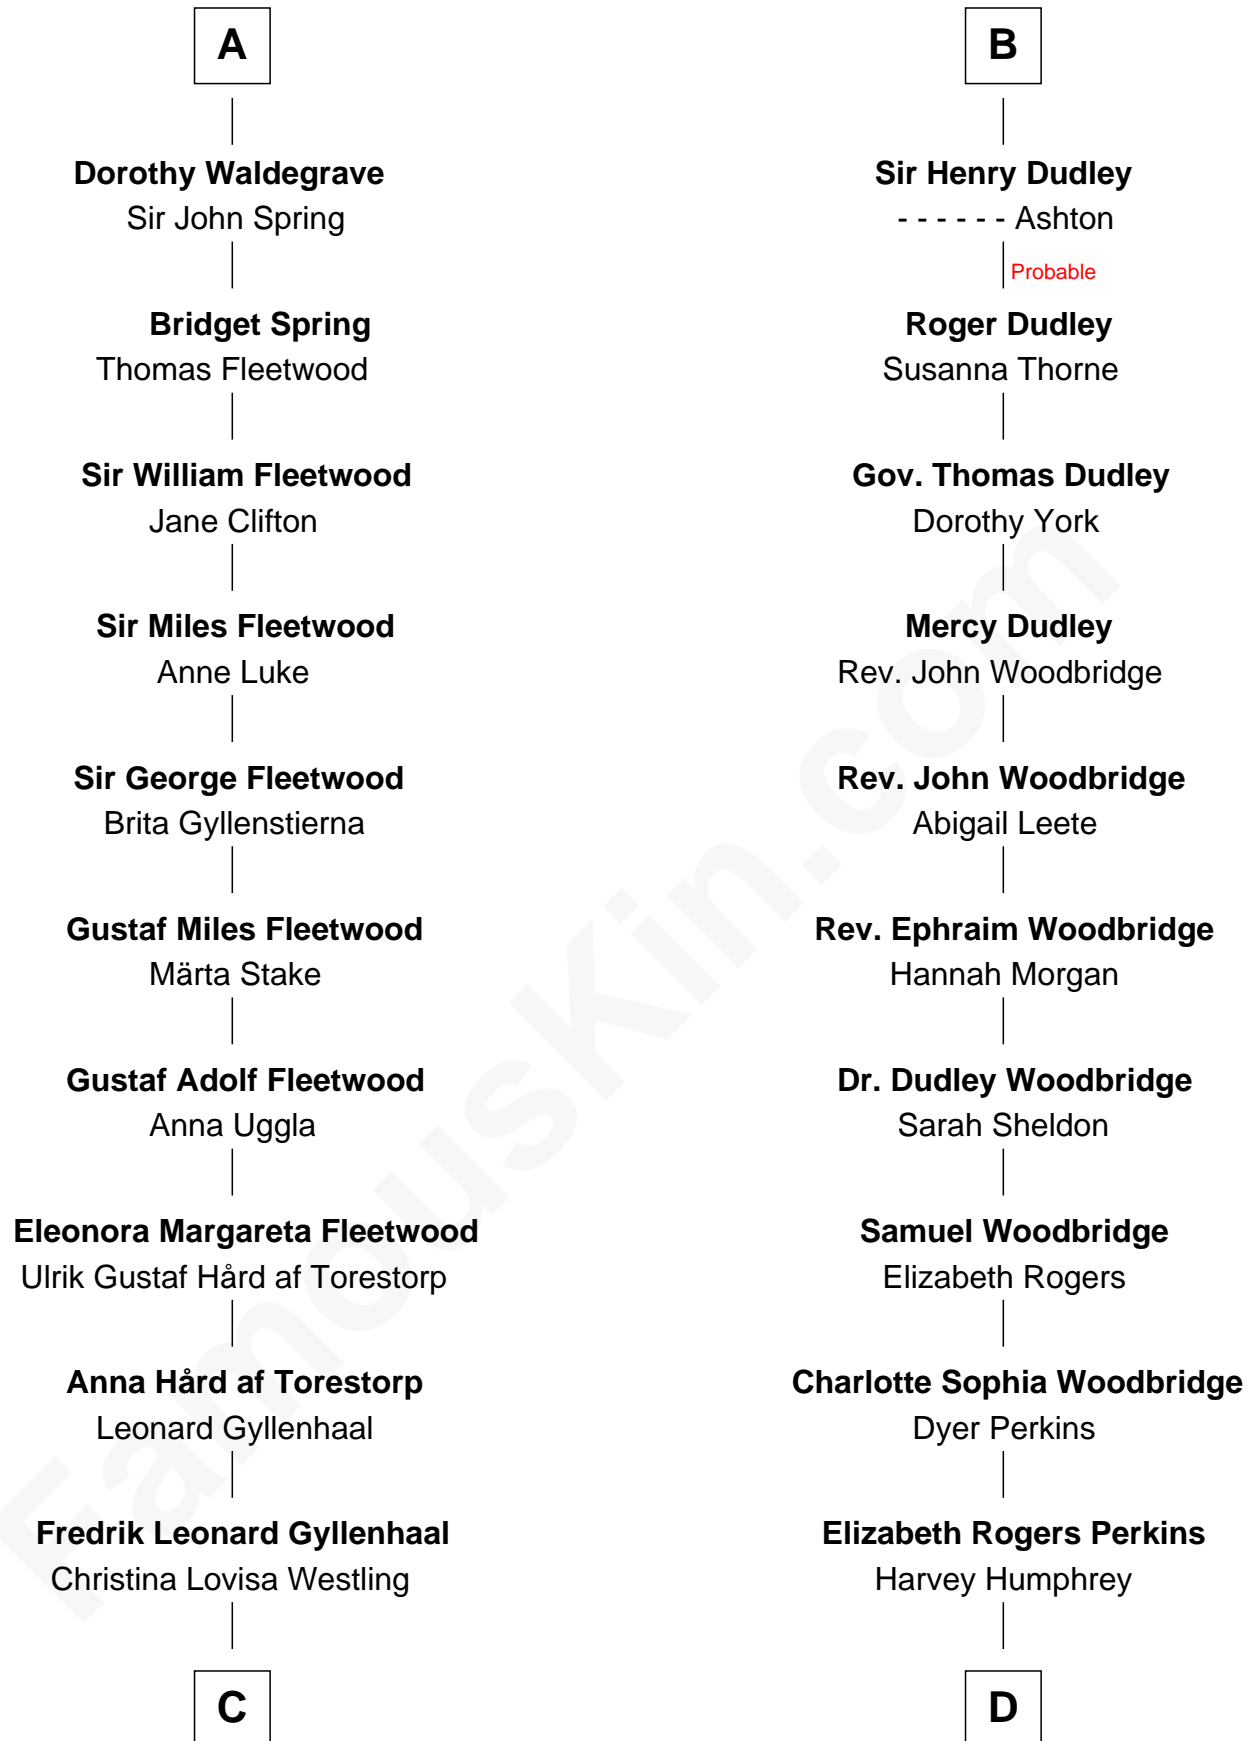 A
Dorothy Waldegrave
Sir John Spring
Bridget Spring
Thomas Fleetwood
Sir William Fleetwood
Jane Clifton
Sir Miles Fleetwood
Anne Luke
Sir George Fleetwood
Brita Gyllenstierna
Gustaf Miles Fleetwood
Märta Stake
Gustaf Adolf Fleetwood
Anna Uggla
Eleonora Margareta Fleetwood
Ulrik Gustaf Hård af Torestorp
Anna Hård af Torestorp
Leonard Gyllenhaal
Fredrik Leonard Gyllenhaal
Christina Lovisa Westling
C
B
Sir Henry Dudley
- - - - - - Ashton
Probable
Roger Dudley
Susanna Thorne
Gov. Thomas Dudley
Dorothy York
Mercy Dudley
Rev. John Woodbridge
Rev. John Woodbridge
Abigail Leete
Rev. Ephraim Woodbridge
Hannah Morgan
Dr. Dudley Woodbridge
Sarah Sheldon
Samuel Woodbridge
Elizabeth Rogers
Charlotte Sophia Woodbridge
Dyer Perkins
Elizabeth Rogers Perkins
Harvey Humphrey
D
FamousKin.com